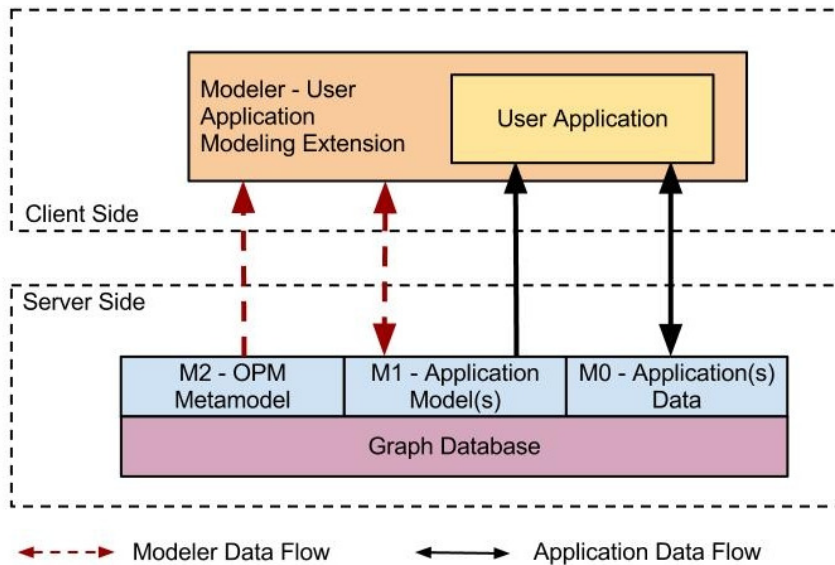 Modeler - User
Application
Modeling Extension
User Application
Client Side
Server Side
M2 - OPM
Metamodel
M1 - Application
Model(s)
M0 - Application(s)
Data
Graph Database
Modeler Data Flow
Application Data Flow